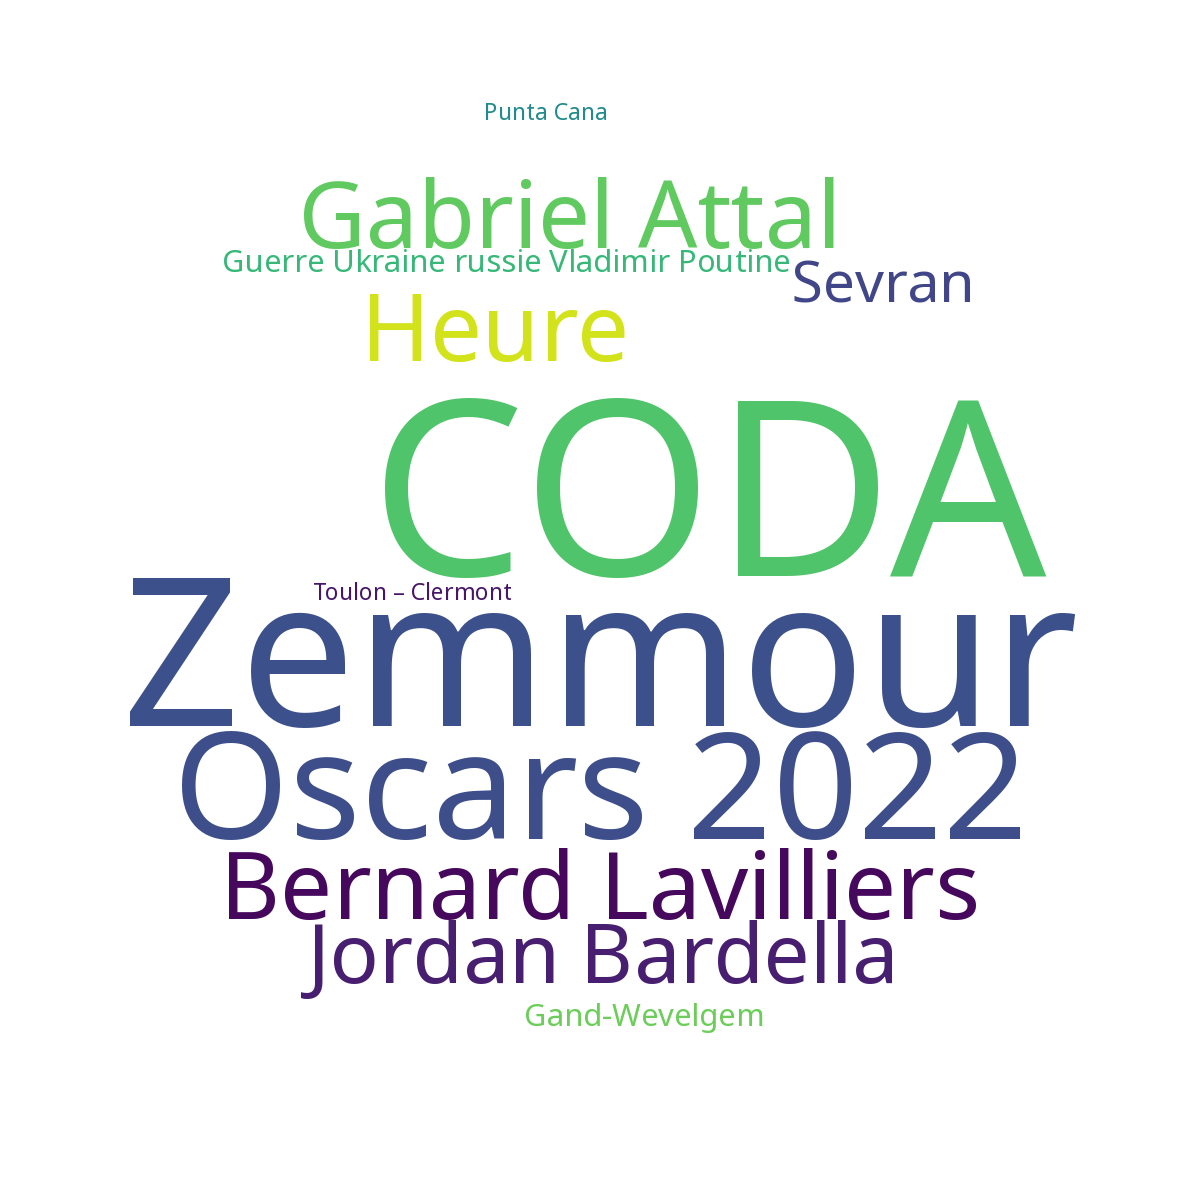 Punta Cana
Gabriel Attal
Guerre Ukraine russie Vladimir Poutine
Sevran
Heure
CODA
Toulon – Clermont
Zemmour
Oscars 2022
Bernard Lavilliers
Jordan Bardella
Gand-Wevelgem